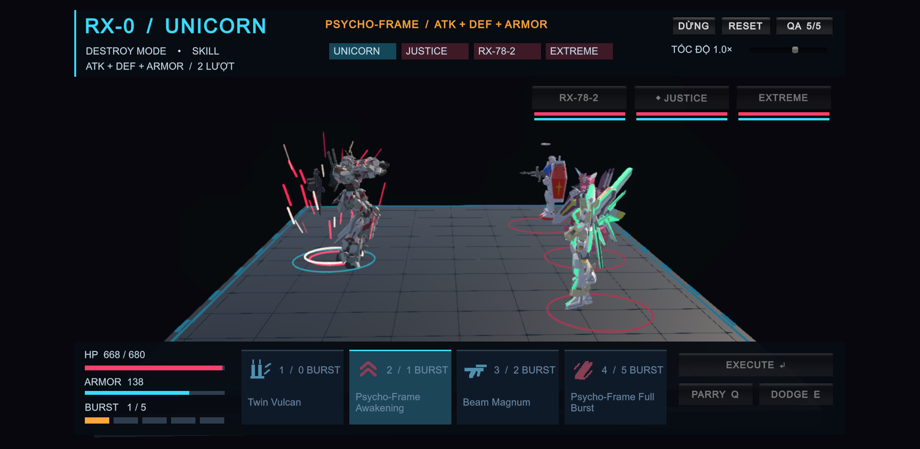 RX-0 / UNICORN
DESTROY MODE • SKILL
ATK + DEF + ARMOR / 2 LƯỢT
PSYCHO-FRAME / ATK + DEF + ARMOR
UNICORN
JUSTICE
RX-78-2
EXTREME
DỪNG
RESET
QA 5/5
TỐC ĐỘ 1.0×
RX-78-2
⌖ JUSTICE
EXTREME
HP 668 / 680
ARMOR 138
BURST 1 / 5
1 / 0 BURST
Twin Vulcan
2 / 1 BURST
Psycho-Frame
Awakening
3 / 2 BURST
Beam Magnum
4 / 5 BURST
Psycho-Frame Full
Burst
EXECUTE ↲
PARRY Q
DODGE E